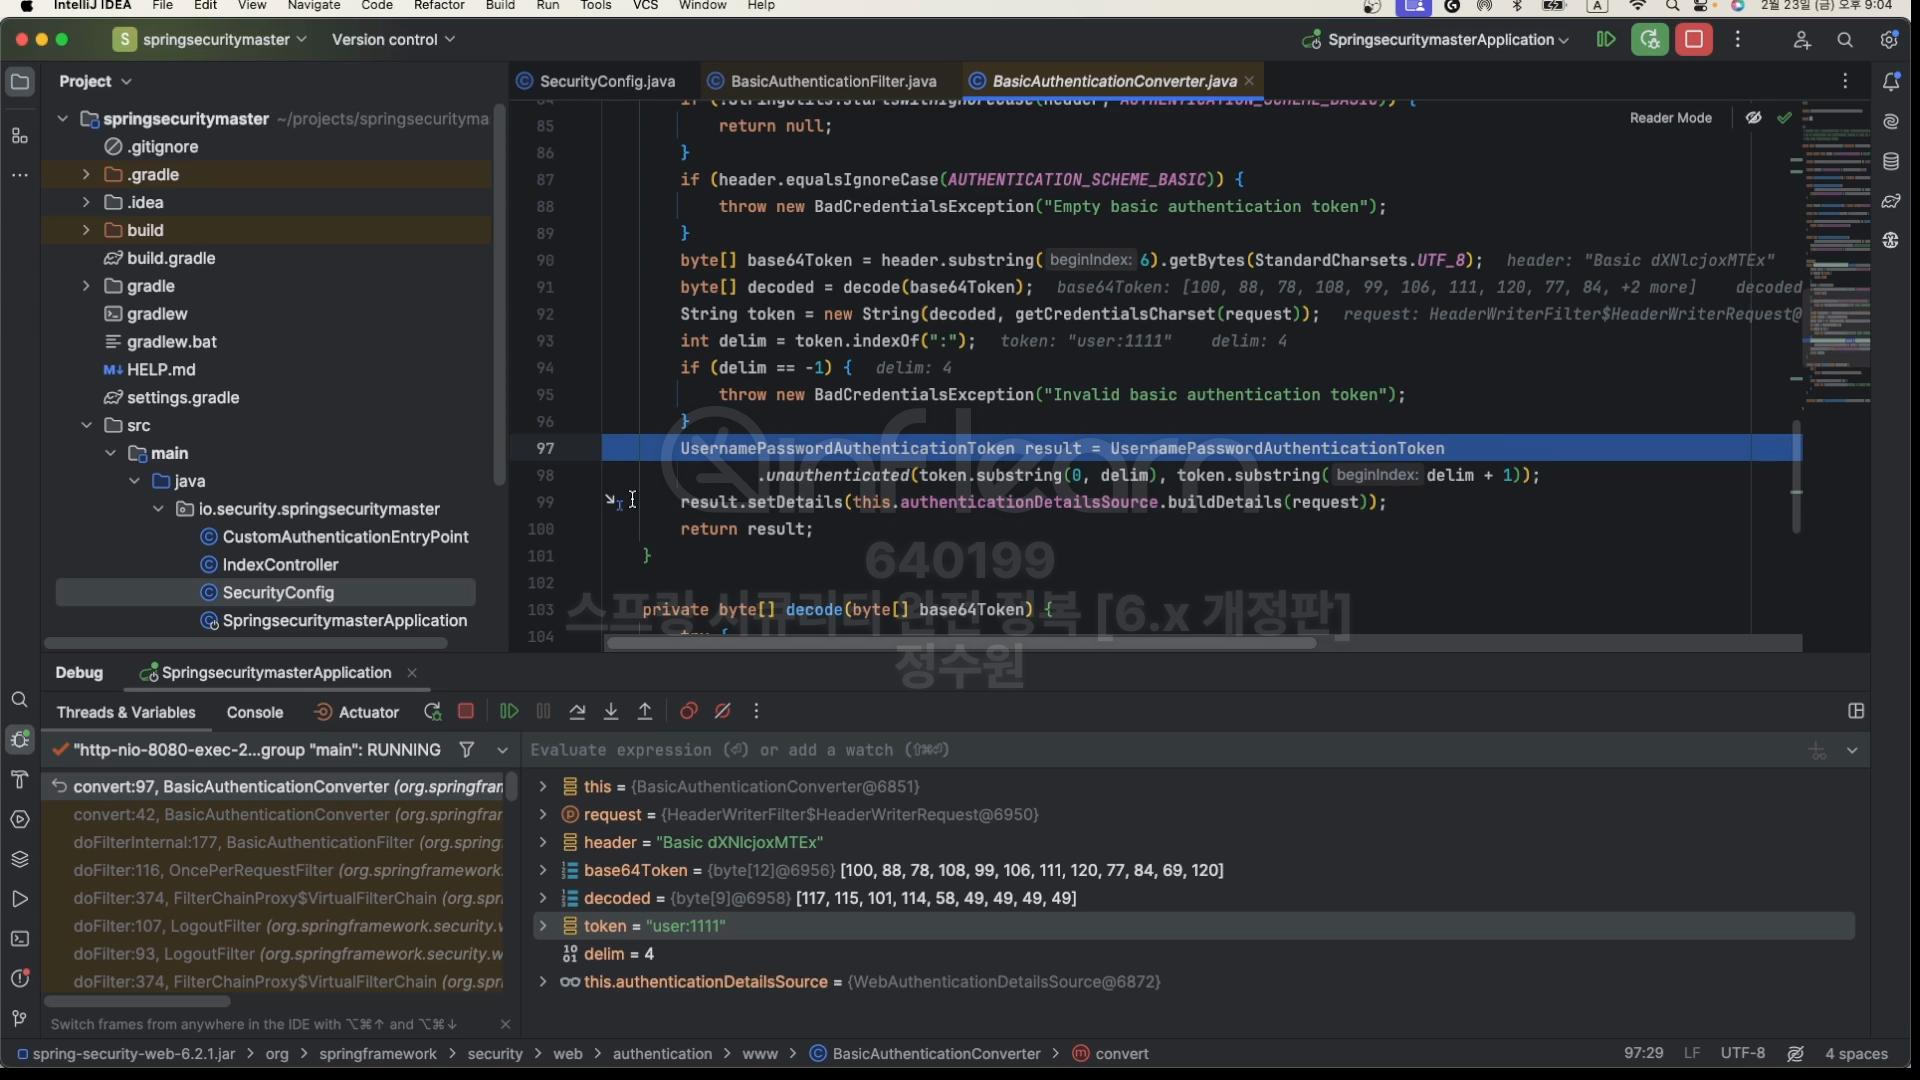 IntelliJ IDEA File Edit View Navigate Code Refactor Build Run Tools VCS Window Help A 2월 23일 (금) 오후 9:04
S springsecuritymaster Version control SpringsecuritymasterApplication
Project
SecurityConfig.java BasicAuthenticationFilter.java BasicAuthenticationConverter.java
Reader Mode
springsecuritymaster ~/projects/springsecurityma
.gitignore
.gradle
.idea
build
build.gradle
gradle
gradlew
gradlew.bat
M↓ HELP.md
settings.gradle
src
main
java
io.security.springsecuritymaster
CustomAuthenticationEntryPoint
IndexController
SecurityConfig
SpringsecuritymasterApplication
84 if (!StringUtils.startsWithIgnoreCase(header, AUTHENTICATION_SCHEME_BASIC)) {
85 return null;
86 }
87 if (header.equalsIgnoreCase(AUTHENTICATION_SCHEME_BASIC)) {
88 throw new BadCredentialsException("Empty basic authentication token");
89 }
90 byte[] base64Token = header.substring( beginIndex: 6).getBytes(StandardCharsets.UTF_8); header: "Basic dXNlcjoxMTEx"
91 byte[] decoded = decode(base64Token); base64Token: [100, 88, 78, 108, 99, 106, 111, 120, 77, 84, +2 more] decoded
92 String token = new String(decoded, getCredentialsCharset(request)); request: HeaderWriterFilter$HeaderWriterRequest@
93 int delim = token.indexOf(":"); token: "user:1111" delim: 4
94 if (delim == -1) { delim: 4
95 throw new BadCredentialsException("Invalid basic authentication token");
96 }
97 UsernamePasswordAuthenticationToken result = UsernamePasswordAuthenticationToken
98 .unauthenticated(token.substring(0, delim), token.substring( beginIndex: delim + 1));
99 result.setDetails(this.authenticationDetailsSource.buildDetails(request));
100 return result;
101 }
102
103 private byte[] decode(byte[] base64Token) {
104 try {
inflearn
640199
스프링 시큐리티 완전 정복 [6.x 개정판]
정수원
Debug SpringsecuritymasterApplication
Threads & Variables Console Actuator
"http-nio-8080-exec-2...group "main": RUNNING
Evaluate expression (⏎) or add a watch (⇧⌘⏎)
convert:97, BasicAuthenticationConverter (org.springfran
convert:42, BasicAuthenticationConverter (org.springfrar
doFilterInternal:177, BasicAuthenticationFilter (org.spring
doFilter:116, OncePerRequestFilter (org.springframework.
doFilter:374, FilterChainProxy$VirtualFilterChain (org.spri
doFilter:107, LogoutFilter (org.springframework.security.w
doFilter:93, LogoutFilter (org.springframework.security.w
doFilter:374, FilterChainProxy$VirtualFilterChain (org.spri
this = {BasicAuthenticationConverter@6851}
request = {HeaderWriterFilter$HeaderWriterRequest@6950}
header = "Basic dXNlcjoxMTEx"
base64Token = {byte[12]@6956} [100, 88, 78, 108, 99, 106, 111, 120, 77, 84, 69, 120]
decoded = {byte[9]@6958} [117, 115, 101, 114, 58, 49, 49, 49, 49]
token = "user:1111"
delim = 4
this.authenticationDetailsSource = {WebAuthenticationDetailsSource@6872}
Switch frames from anywhere in the IDE with ⌥⌘↑ and ⌥⌘↓
spring-security-web-6.2.1.jar > org > springframework > security > web > authentication > www > BasicAuthenticationConverter > convert
97:29 LF UTF-8 4 spaces